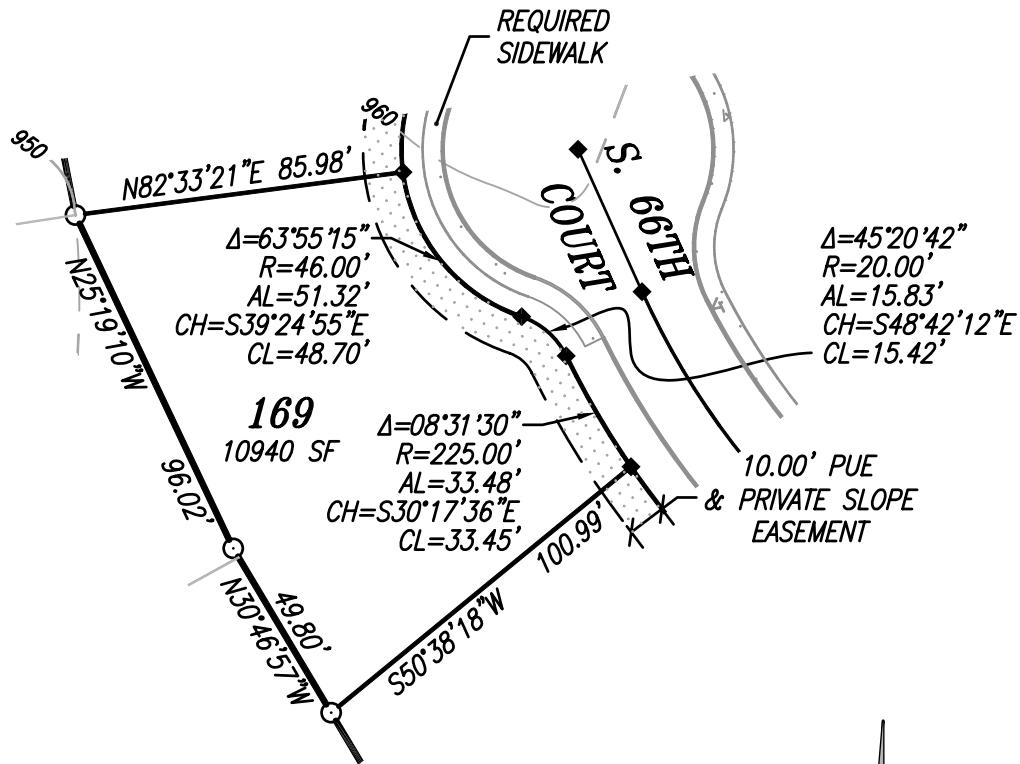 REQUIRED
SIDEWALK
950
960
N82°33'21"E 85.98'
S. 66TH
COURT
Δ=63°55'15"
R=46.00'
AL=51.32'
CH=S39°24'55"E
CL=48.70'
Δ=45°20'42"
R=20.00'
AL=15.83'
CH=S48°42'12"E
CL=15.42'
N25°19'10"W
96.02'
169
10940 SF
Δ=08°31'30"
R=225.00'
AL=33.48'
CH=S30°17'36"E
CL=33.45'
10.00' PUE
& PRIVATE SLOPE
EASEMENT
N30°46'57"W
49.80'
S50°38'18"W
100.99'